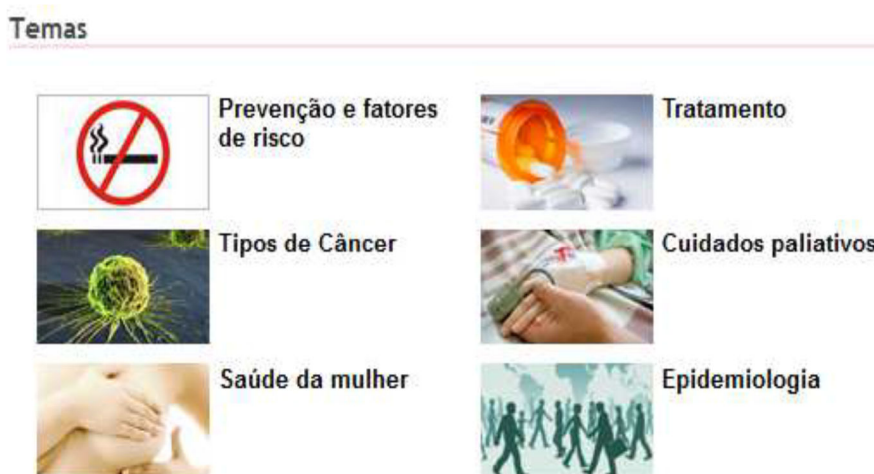 Temas
Prevenção e fatores
de risco
Tratamento
Tipos de Câncer
Cuidados paliativos
Saúde da mulher
Epidemiologia